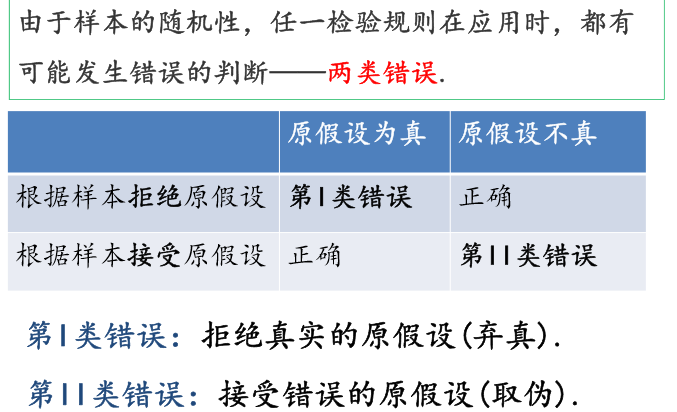 由于样本的随机性，任一检验规则在应用时，都有
可能发生错误的判断——两类错误.
原假设为真 原假设不真
根据样本拒绝原假设 第I类错误 正确
根据样本接受原假设 正确 第II类错误
第I类错误：拒绝真实的原假设(弃真).
第II类错误：接受错误的原假设(取伪).